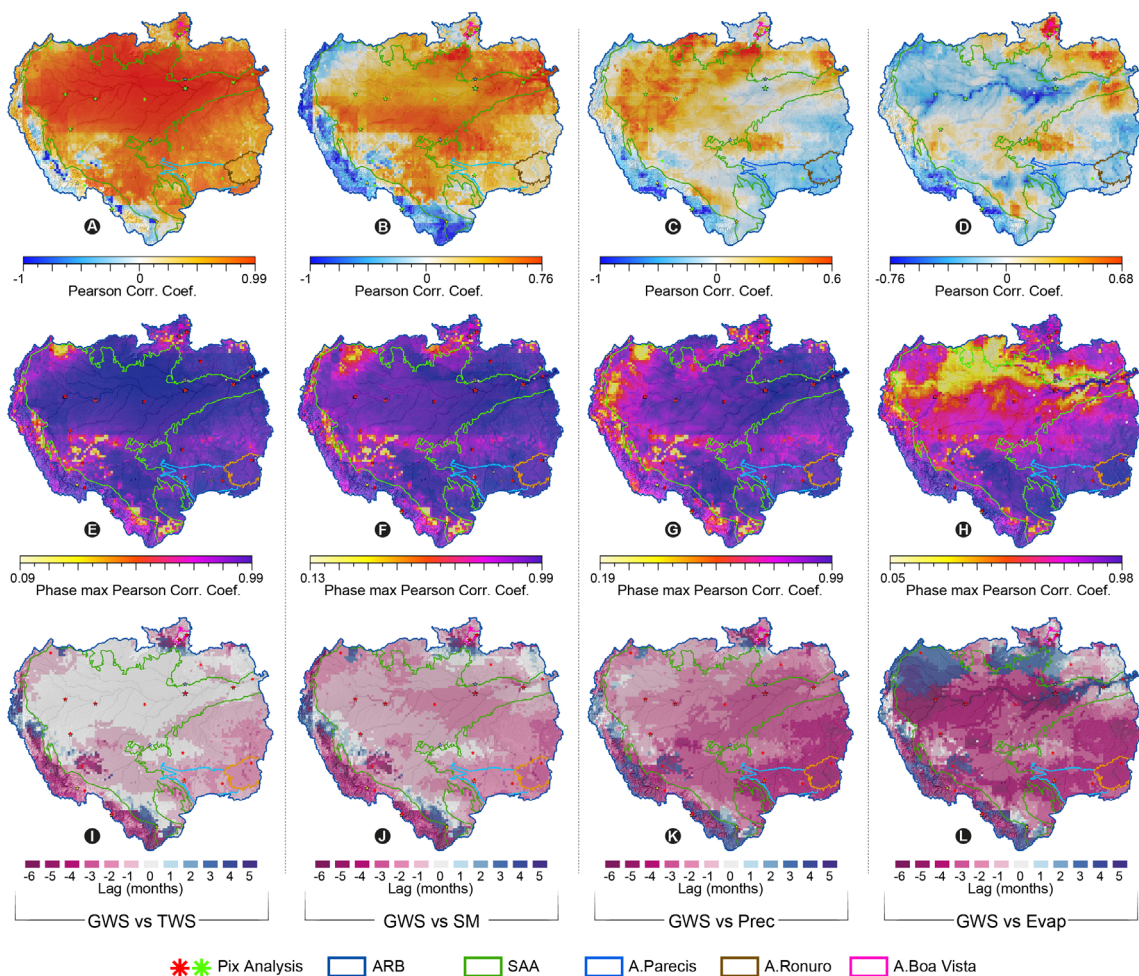 A
B
C
D
-1 0 0.99
-1 0 0.76
-1 0 0.6
-0.76 0 0.68
Pearson Corr. Coef.
Pearson Corr. Coef.
Pearson Corr. Coef.
Pearson Corr. Coef.
E
F
G
H
0.09 0.99
0.13 0.99
0.19 0.99
0.05 0.98
Phase max Pearson Corr. Coef.
Phase max Pearson Corr. Coef.
Phase max Pearson Corr. Coef.
Phase max Pearson Corr. Coef.
I
J
K
L
-6 -5 -4 -3 -2 -1 0 1 2 3 4 5
-6 -5 -4 -3 -2 -1 0 1 2 3 4 5
-6 -5 -4 -3 -2 -1 0 1 2 3 4 5
-6 -5 -4 -3 -2 -1 0 1 2 3 4 5
Lag (months)
Lag (months)
Lag (months)
Lag (months)
GWS vs TWS
GWS vs SM
GWS vs Prec
GWS vs Evap
Pix Analysis ARB SAA A.Parecis A.Ronuro A.Boa Vista